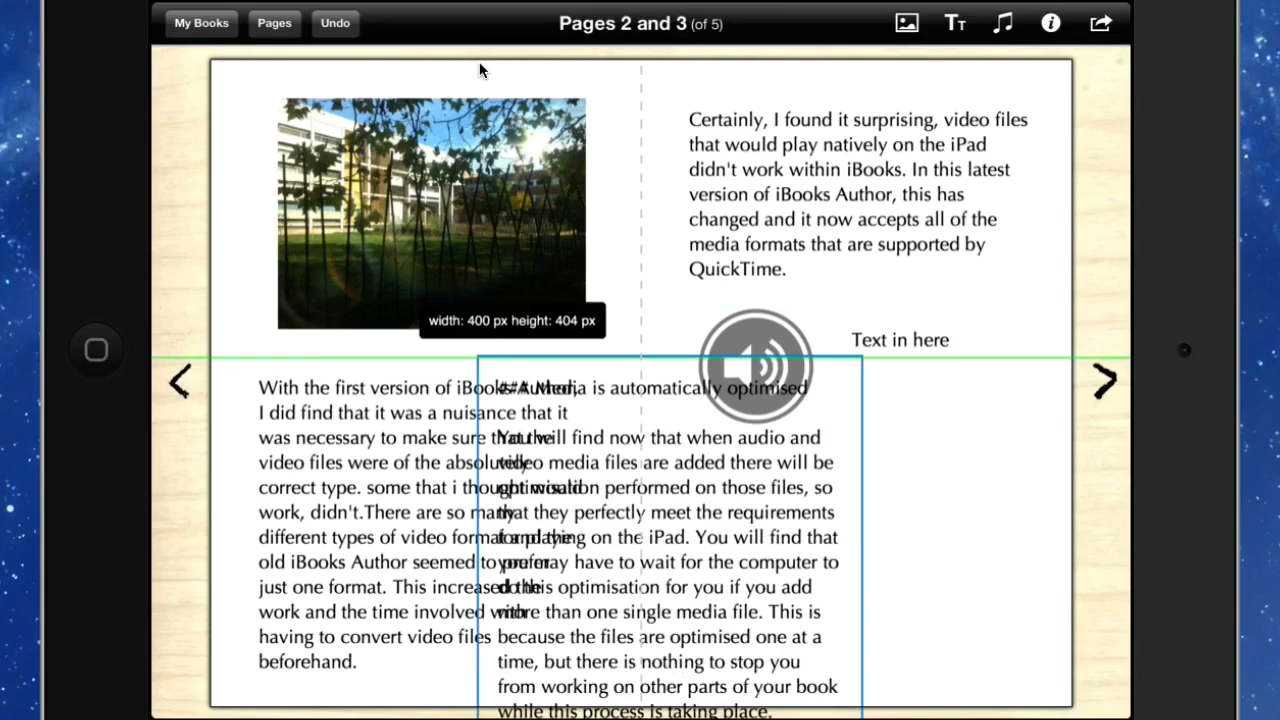 My Books
Pages
Undo
Pages 2 and 3 (of 5)
Certainly, I found it surprising, video files
that would play natively on the iPad
didn't work within iBooks. In this latest
version of iBooks Author, this has
changed and it now accepts all of the
media formats that are supported by
QuickTime.
width: 400 px height: 404 px
Text in here
With the first version of iBooks Author,
I did find that it was a nuisance that it
was necessary to make sure that the
video files were of the absolutely
correct type. some that i thought would
work, didn't.There are so many
different types of video format and the
old iBooks Author seemed to prefer
just one format. This increased the
work and the time involved with
having to convert video files
beforehand.
## Media is automatically optimised
You will find now that when audio and
video media files are added there will be
optimisation performed on those files, so
that they perfectly meet the requirements
for playing on the iPad. You will find that
you may have to wait for the computer to
do this optimisation for you if you add
more than one single media file. This is
because the files are optimised one at a
time, but there is nothing to stop you
from working on other parts of your book
while this process is taking place.